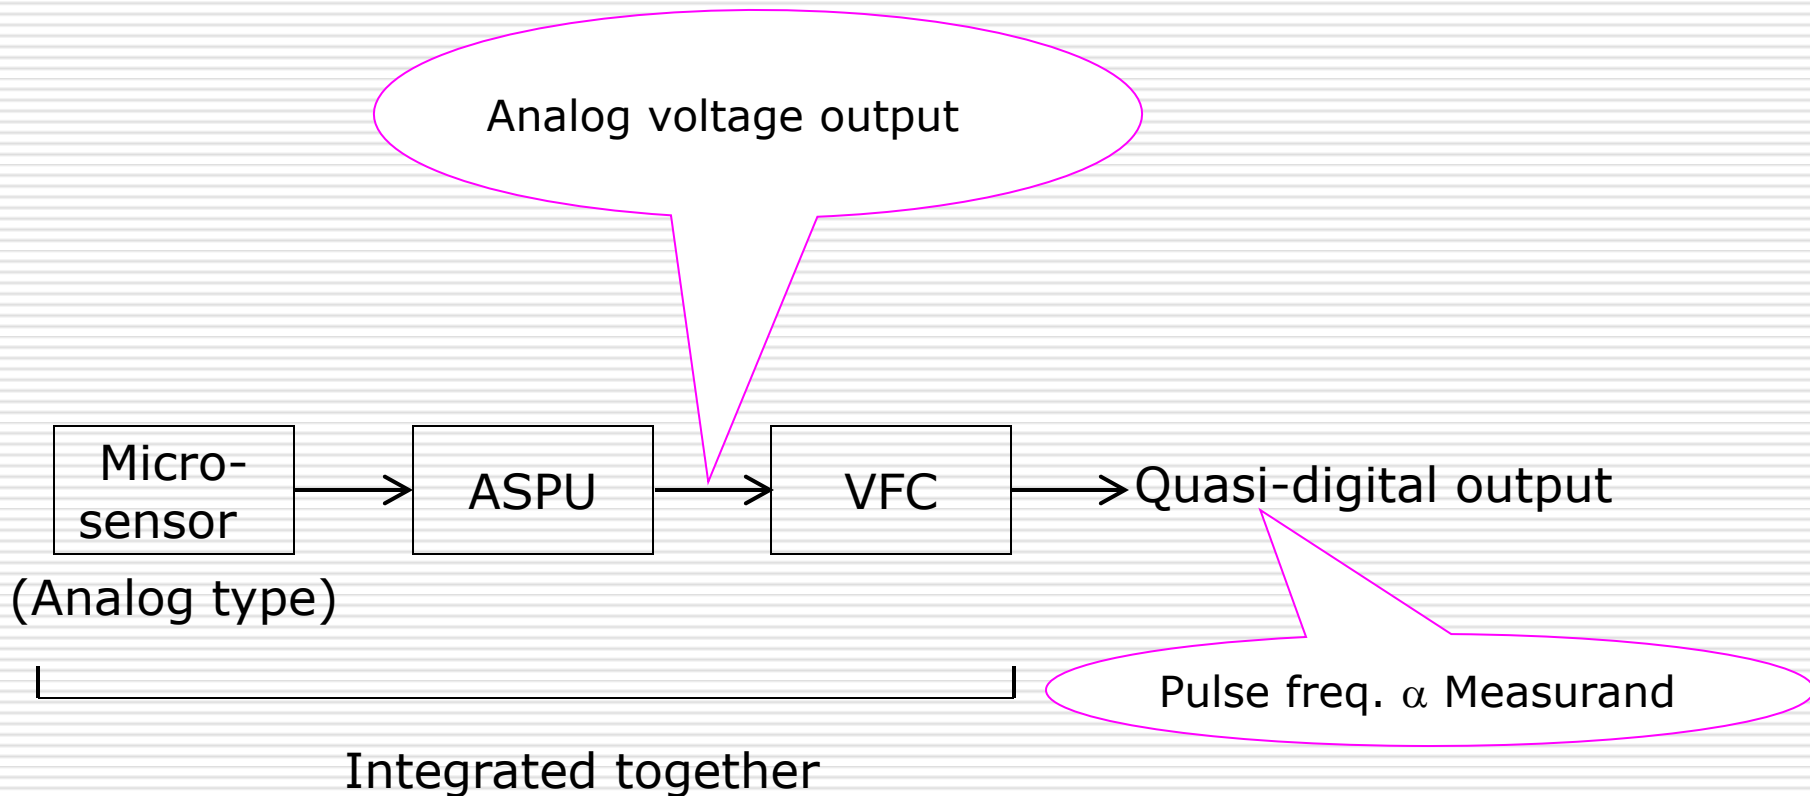 Analog voltage output
Micro-
sensor
ASPU
VFC
Quasi-digital output
(Analog type)
Pulse freq. α Measurand
Integrated together